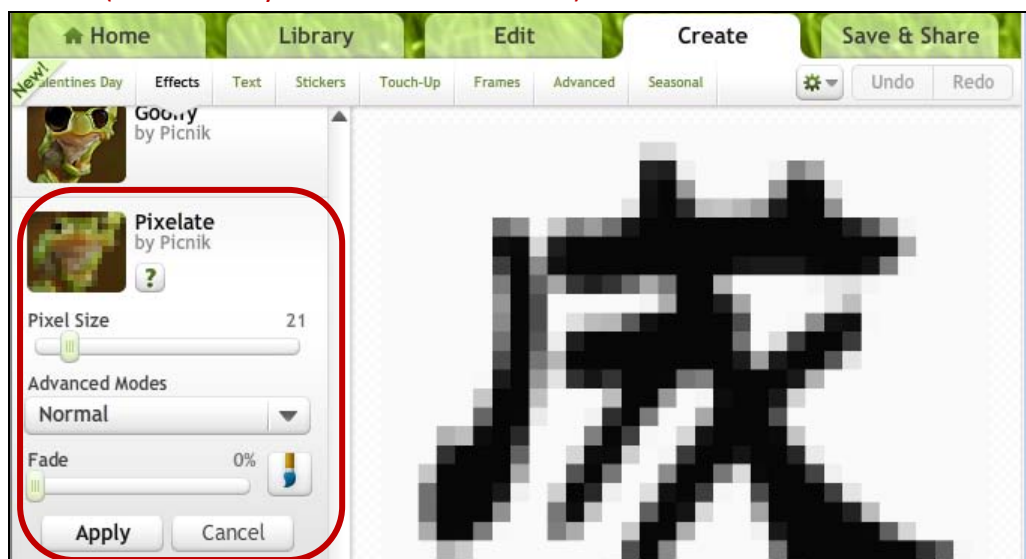 Home Library Edit Create Save & Share
New! alentines Day Effects Text Stickers Touch-Up Frames Advanced Seasonal Undo Redo
Goofy
by Picnik
Pixelate
by Picnik
?
Pixel Size 21
Advanced Modes
Normal
Fade 0%
Apply Cancel